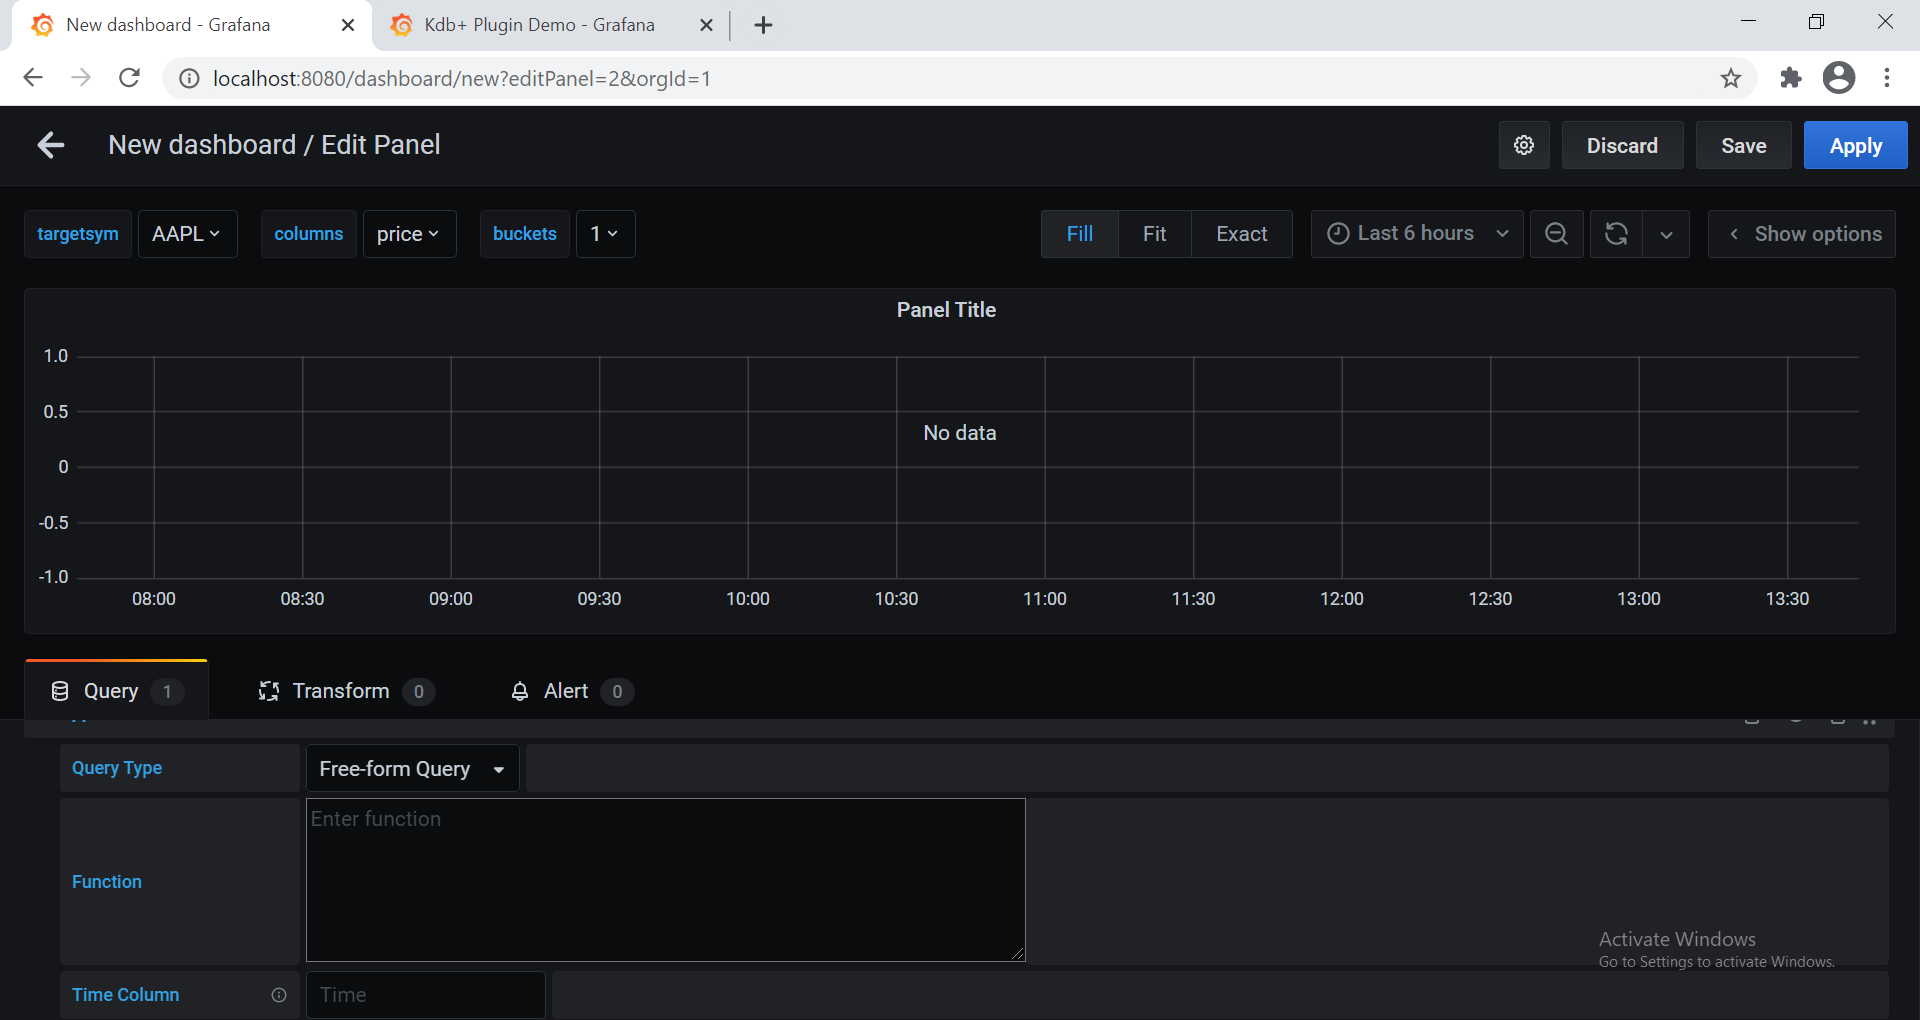 New dashboard - Grafana
Kdb+ Plugin Demo - Grafana
localhost:8080/dashboard/new?editPanel=2&orgId=1
New dashboard / Edit Panel
Discard
Save
Apply
targetsym AAPL columns price buckets 1
Fill Fit Exact Last 6 hours Show options
Panel Title
1.0
0.5
No data
0
-0.5
-1.0
08:00 08:30 09:00 09:30 10:00 10:30 11:00 11:30 12:00 12:30 13:00 13:30
Query 1 Transform 0 Alert 0
Query Type Free-form Query
Enter function
Function
Activate Windows
Go to Settings to activate Windows.
Time Column Time